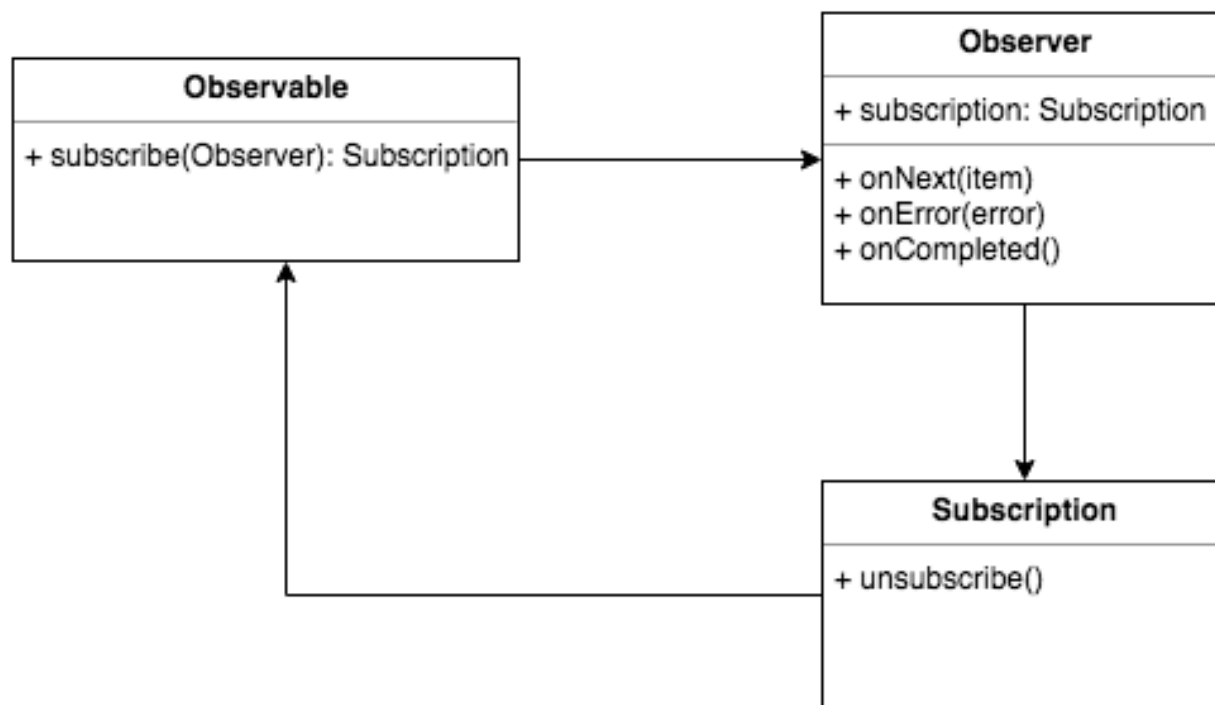 Observable
+ subscribe(Observer): Subscription
Observer
+ subscription: Subscription
+ onNext(item)
+ onError(error)
+ onCompleted()
Subscription
+ unsubscribe()